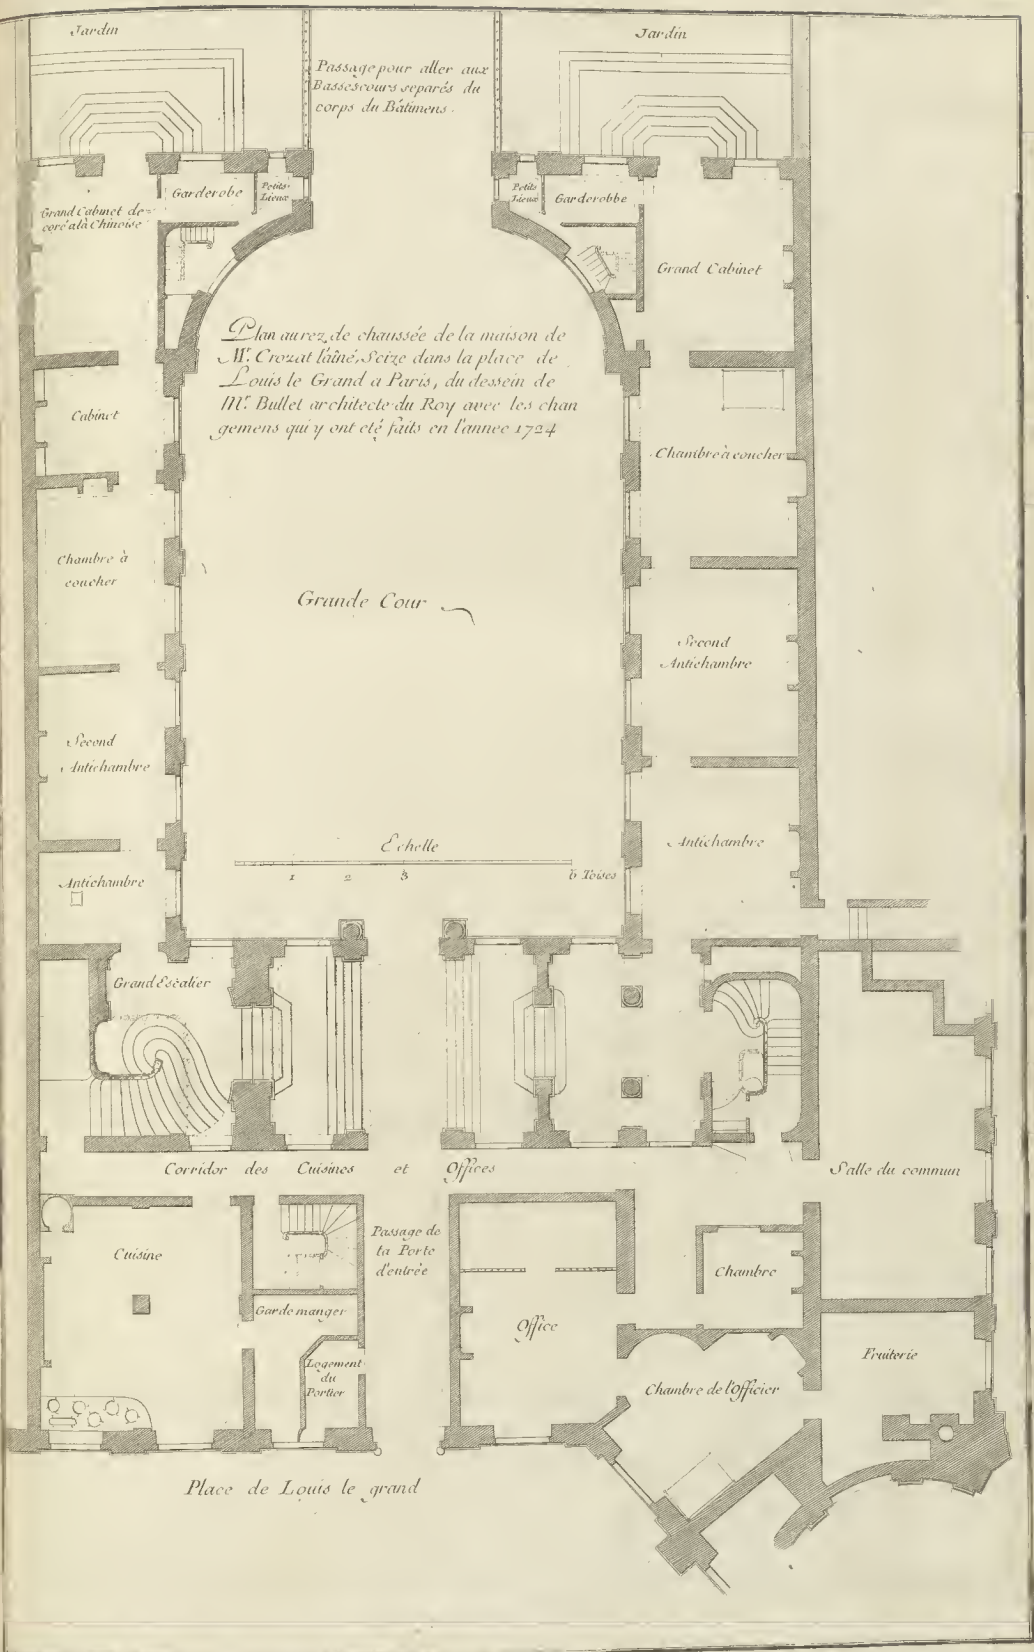 Jardin
Passage pour aller aux
Bassescours separés du
corps du Bâtimens.
Jardin
Garderobe
Petits
Lieux
Petits
Lieux
Garderobbe
Grand Cabinet de=
coré a la Chinoise
Grand Cabinet
Plan au rez de chaussée de la maison de
Mr. Crozat l'aîné, Seize dans la place de
Louis le Grand a Paris, du dessein de
Mr. Bullet architecte du Roy avec les chan
gemens qui y ont eté faits en l'annee 1724
Cabinet
Chambre à coucher
Chambre à
coucher
Grande Cour
Second
Antichambre
Second
Antichambre
Echelle
1 2 3 6 Toises
Antichambre
Antichambre
Grand Escalier
Corridor des Cuisines et Offices
Salle du commun
Cuisine
Passage de
la Porte
d'entrée
Chambre
Garde manger
Office
Logement
du
Portier
Chambre de l'Officier
Fruiterie
Place de Louis le grand